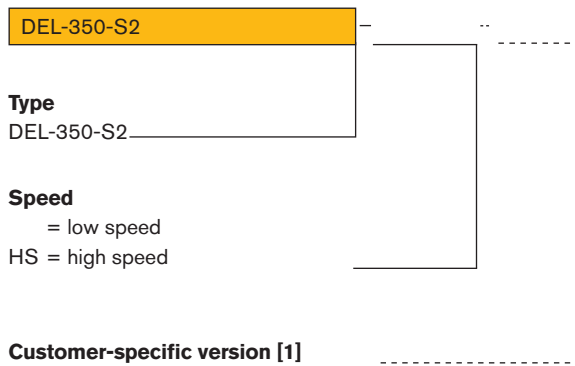 DEL-350-S2 – --
Type
DEL-350-S2
Speed
= low speed
HS = high speed
Customer-specific version [1]